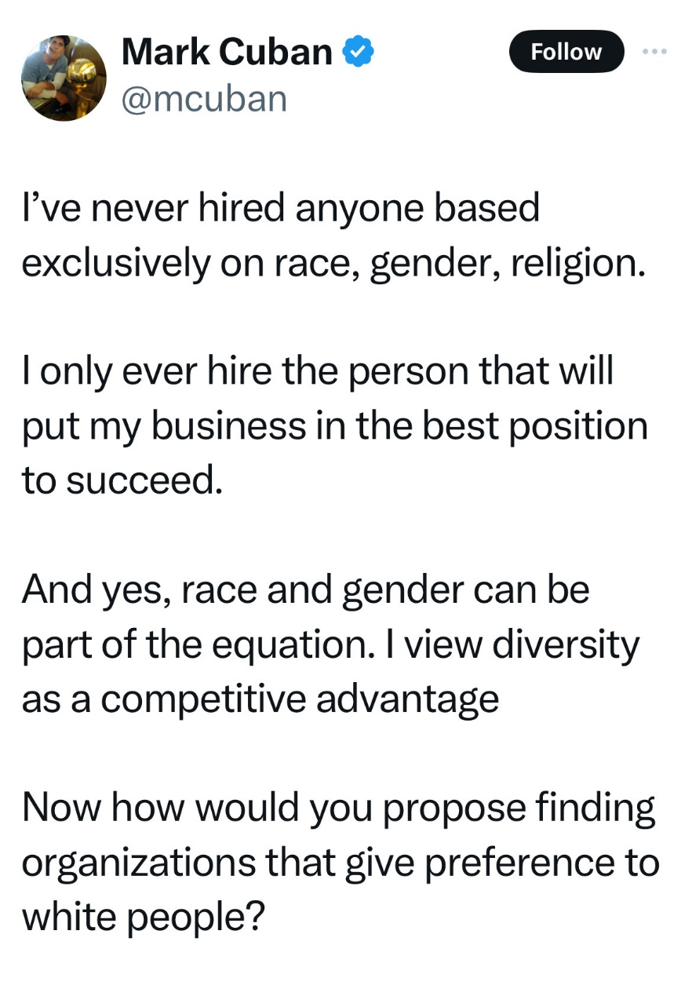 Mark Cuban
Follow
@mcuban
I’ve never hired anyone based
exclusively on race, gender, religion.
I only ever hire the person that will
put my business in the best position
to succeed.
And yes, race and gender can be
part of the equation. I view diversity
as a competitive advantage
Now how would you propose finding
organizations that give preference to
white people?